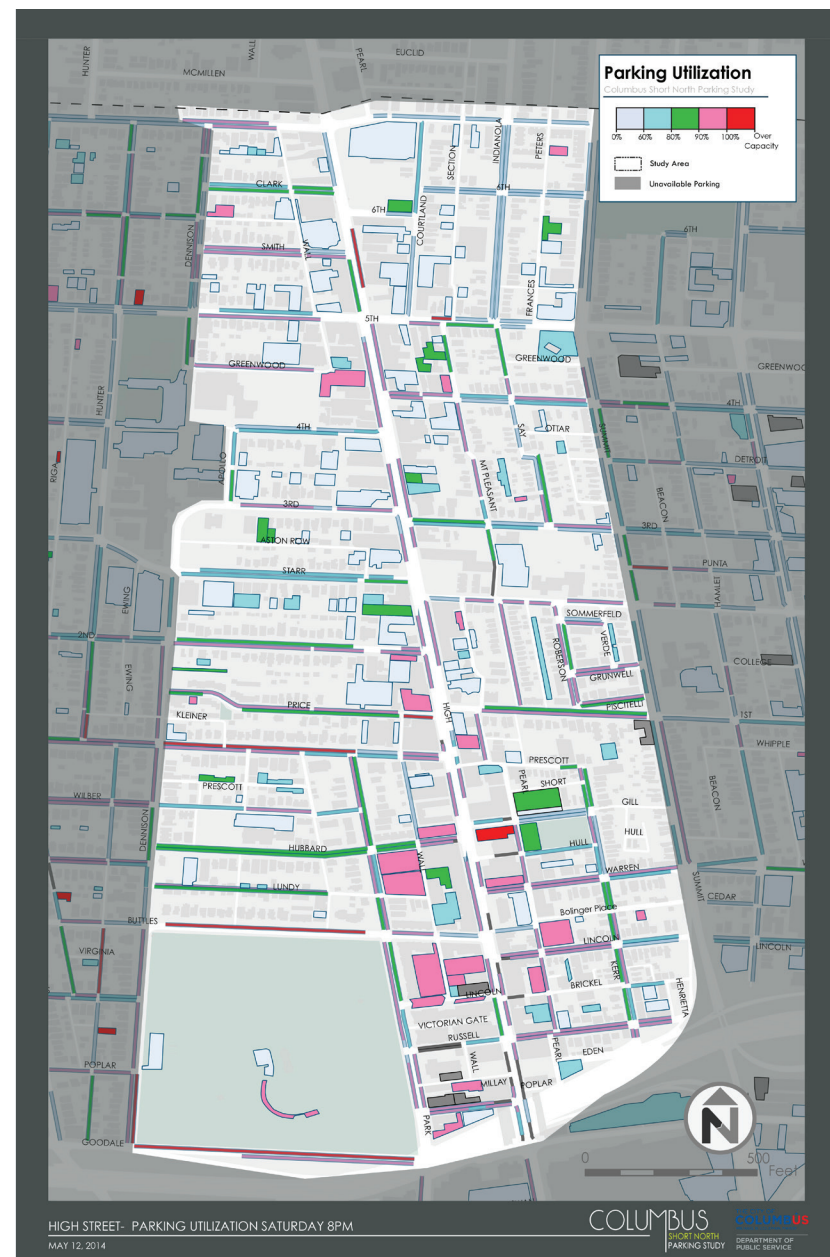 HUNTER
WALL
PEARL
EUCLID
MCMILLEN
Parking Utilization
Columbus Short North Parking Study
0% 60% 80% 90% 100% Over
Capacity
Study Area
Unavailable Parking
SECTION
INDIANOLA
PETERS
CLARK
6TH
6TH
COURTLAND
6TH
DENNISON
SMITH
WALL
FRANCES
5TH
GREENWOOD
GREENWOOD
HUNTER
4TH
4TH
SAY
OTTAR
SUMMIT
APOLLO
RIGA
MT PLEASANT
DETROIT
BEACON
3RD
3RD
ASTON ROW
STARR
PUNTA
HAMLET
EWING
SOMMERFELD
2ND
VERDE
ROBERSON
COLLEGE
EWING
GRUNWELL
PRICE
PISCITELLI
HIGH
KLEINER
1ST
WHIPPLE
PRESCOTT
PEARL
SHORT
PRESCOTT
BEACON
WILBER
GILL
DENNISON
HULL
HULL
HUBBARD
WALL
WARREN
LUNDY
SUMMIT
CEDAR
Bolinger Place
BUTTLES
LINCOLN
LINCOLN
VIRGINIA
KERR
BRICKEL
HENRIETTA
LINCOLN
VICTORIAN GATE
RUSSELL
PEARL
EDEN
WALL
POPLAR
MILLAY
POPLAR
PARK
GOODALE
N
0 500
Feet
HIGH STREET- PARKING UTILIZATION SATURDAY 8PM
MAY 12, 2014
COLUMBUS
SHORT NORTH
PARKING STUDY
COLUMBUS
DEPARTMENT OF
PUBLIC SERVICE